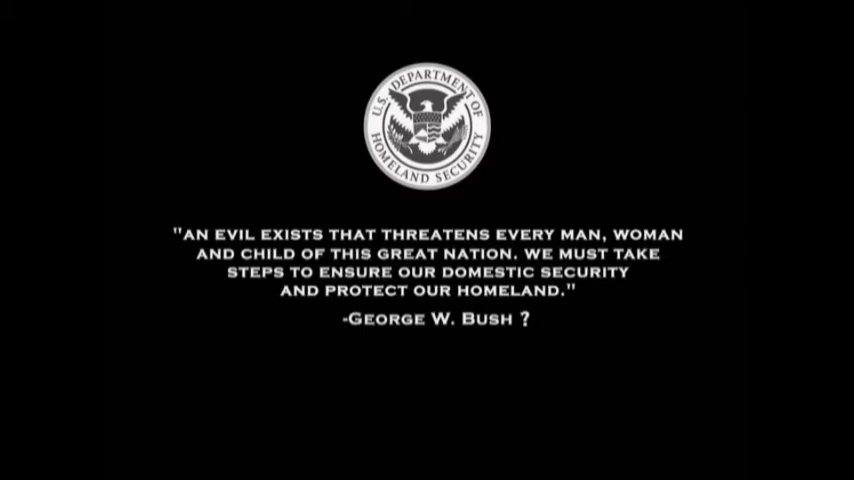 U.S. DEPARTMENT OF
HOMELAND SECURITY
"AN EVIL EXISTS THAT THREATENS EVERY MAN, WOMAN
AND CHILD OF THIS GREAT NATION. WE MUST TAKE
STEPS TO ENSURE OUR DOMESTIC SECURITY
AND PROTECT OUR HOMELAND."
-GEORGE W. BUSH ?